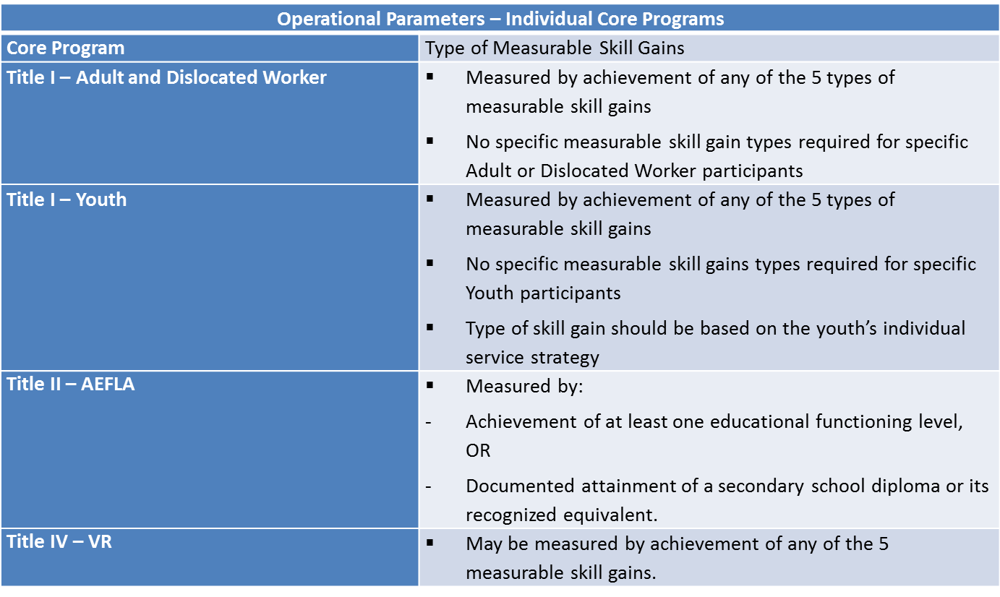 Operational Parameters – Individual Core Programs
Core Program
Type of Measurable Skill Gains
Title I – Adult and Dislocated Worker
▪ Measured by achievement of any of the 5 types of
measurable skill gains
▪ No specific measurable skill gain types required for specific
Adult or Dislocated Worker participants
Title I – Youth
▪ Measured by achievement of any of the 5 types of
measurable skill gains
▪ No specific measurable skill gains types required for specific
Youth participants
▪ Type of skill gain should be based on the youth’s individual
service strategy
Title II – AEFLA
▪ Measured by:
- Achievement of at least one educational functioning level,
OR
- Documented attainment of a secondary school diploma or its
recognized equivalent.
Title IV – VR
▪ May be measured by achievement of any of the 5
measurable skill gains.